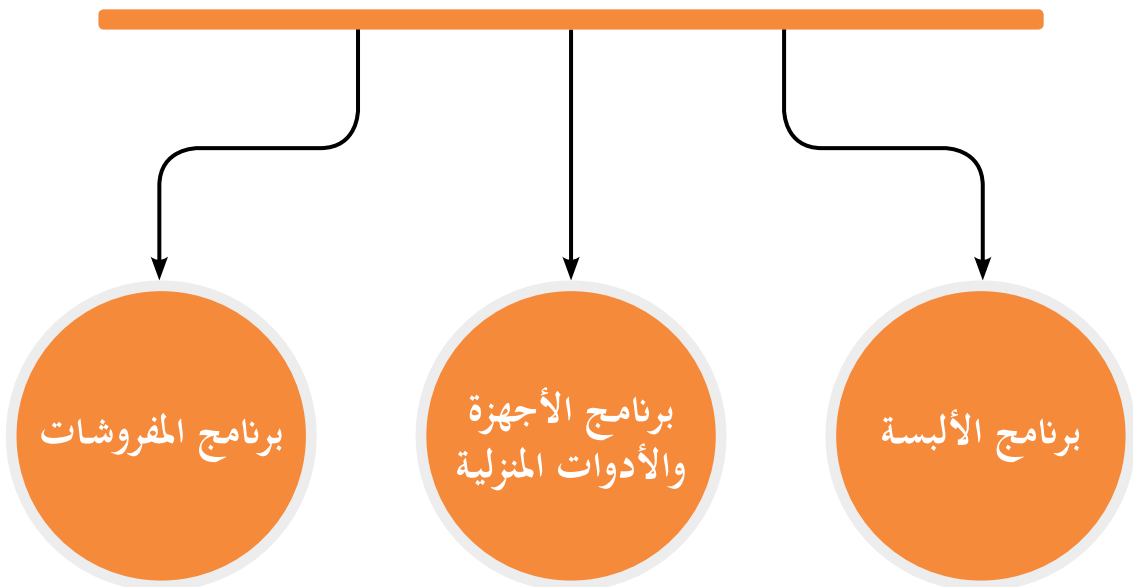 برنامج الألبسة
برنامج الأجهزة
والأدوات المنزلية
برنامج المفروشات